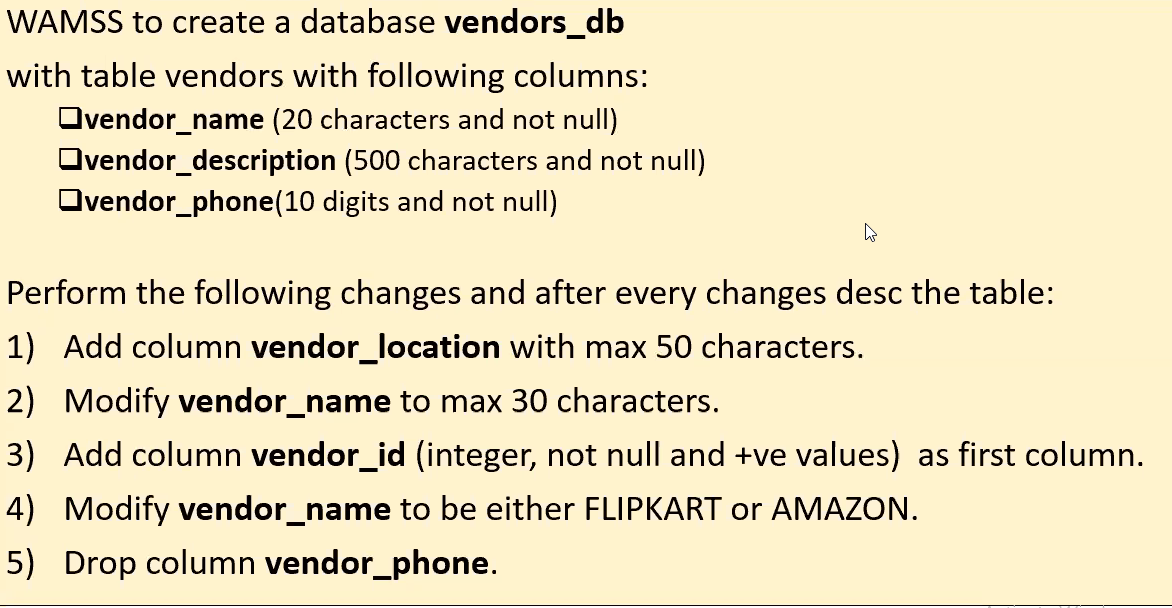 WAMSS to create a database vendors_db
with table vendors with following columns:
❑vendor_name (20 characters and not null)
❑vendor_description (500 characters and not null)
❑vendor_phone(10 digits and not null)
Perform the following changes and after every changes desc the table:
1) Add column vendor_location with max 50 characters.
2) Modify vendor_name to max 30 characters.
3) Add column vendor_id (integer, not null and +ve values) as first column.
4) Modify vendor_name to be either FLIPKART or AMAZON.
5) Drop column vendor_phone.